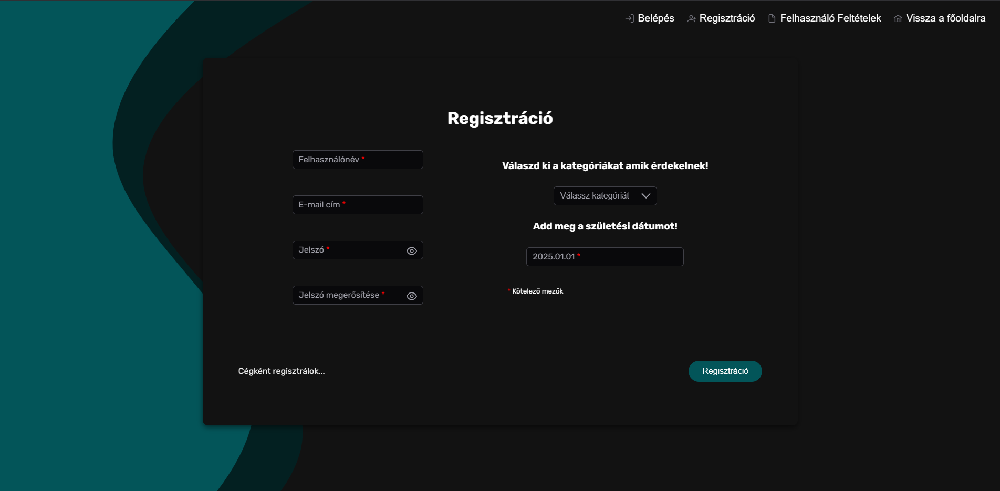 Belépés Regisztráció Felhasználó Feltételek Vissza a főoldalra
Regisztráció
Felhasználónév *
E-mail cím *
Jelszó *
Jelszó megerősítése *
Válaszd ki a kategóriákat amik érdekelnek!
Válassz kategóriát
Add meg a születési dátumot!
2025.01.01 *
* Kötelező mezők
Cégként regisztrálok...
Regisztráció